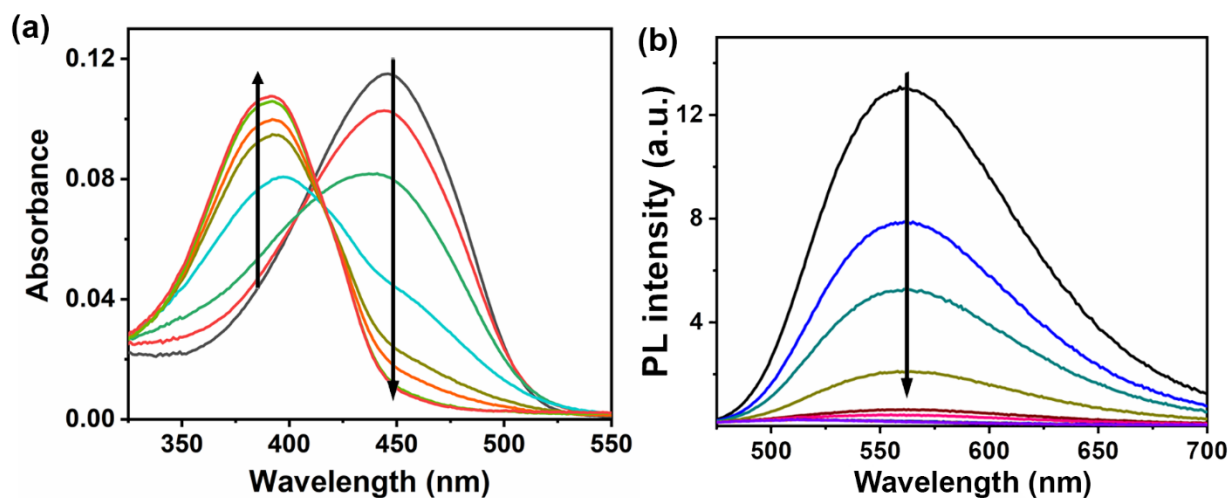 (a)
0.12
0.08
0.04
0.00
Absorbance
350 400 450 500 550
Wavelength (nm)
(b)
12
8
4
PL intensity (a.u.)
500 550 600 650 700
Wavelength (nm)